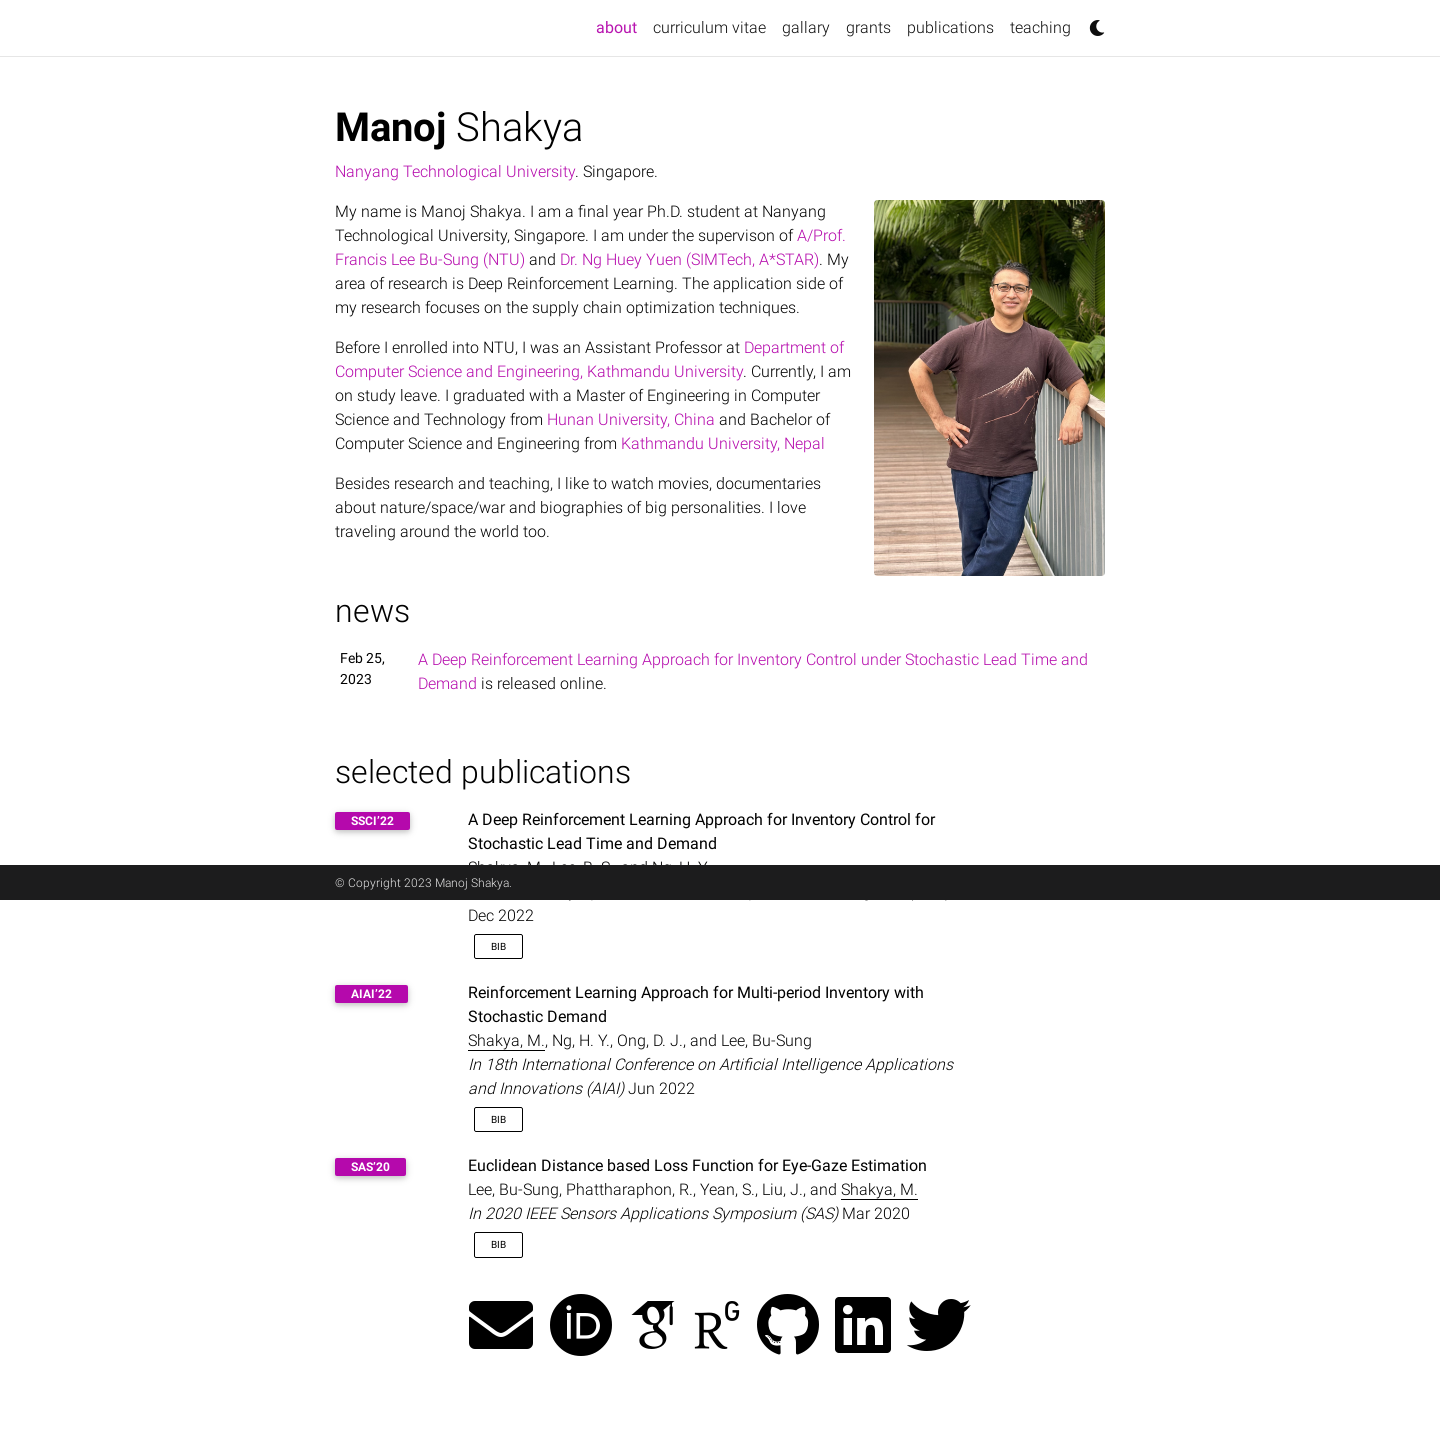 about curriculum vitae gallary grants publications teaching
Manoj Shakya
Nanyang Technological University. Singapore.
My name is Manoj Shakya. I am a final year Ph.D. student at Nanyang
Technological University, Singapore. I am under the supervison of A/Prof.
Francis Lee Bu-Sung (NTU) and Dr. Ng Huey Yuen (SIMTech, A*STAR). My
area of research is Deep Reinforcement Learning. The application side of
my research focuses on the supply chain optimization techniques.
Before I enrolled into NTU, I was an Assistant Professor at Department of
Computer Science and Engineering, Kathmandu University. Currently, I am
on study leave. I graduated with a Master of Engineering in Computer
Science and Technology from Hunan University, China and Bachelor of
Computer Science and Engineering from Kathmandu University, Nepal
Besides research and teaching, I like to watch movies, documentaries
about nature/space/war and biographies of big personalities. I love
traveling around the world too.
news
Feb 25,
2023
A Deep Reinforcement Learning Approach for Inventory Control under Stochastic Lead Time and
Demand is released online.
selected publications
SSCI’22
A Deep Reinforcement Learning Approach for Inventory Control for
Stochastic Lead Time and Demand
Shakya, M., Lee, B. S., and Ng, H. Y.
© Copyright 2023 Manoj Shakya.
Dec 2022
BIB
AIAI’22
Reinforcement Learning Approach for Multi-period Inventory with
Stochastic Demand
Shakya, M., Ng, H. Y., Ong, D. J., and Lee, Bu-Sung
In 18th International Conference on Artificial Intelligence Applications
and Innovations (AIAI) Jun 2022
BIB
SAS’20
Euclidean Distance based Loss Function for Eye-Gaze Estimation
Lee, Bu-Sung, Phattharaphon, R., Yean, S., Liu, J., and Shakya, M.
In 2020 IEEE Sensors Applications Symposium (SAS) Mar 2020
BIB